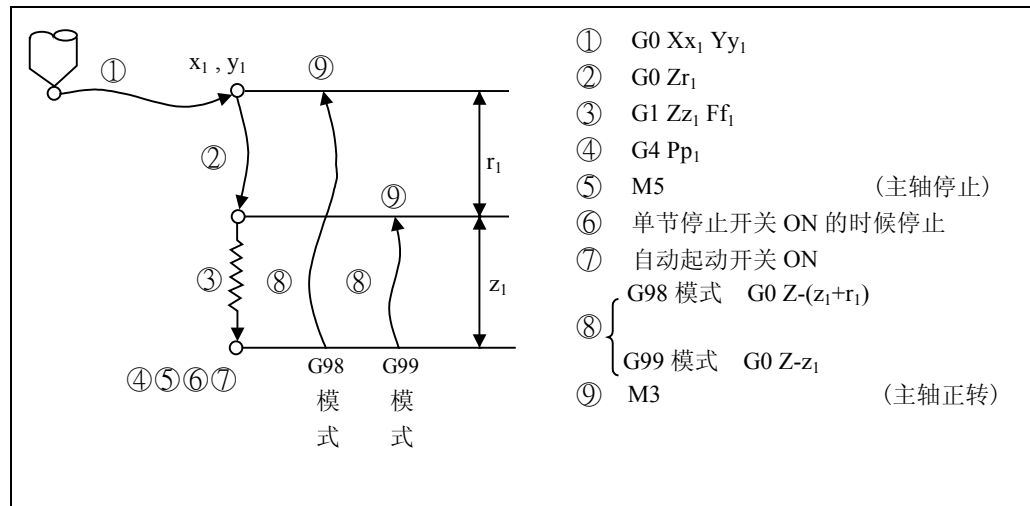 ① G0 Xx₁ Yy₁
② G0 Zr₁
③ G1 Zz₁ Ff₁
④ G4 Pp₁
⑤ M5 (主轴停止)
⑥ 单节停止开关 ON 的时候停止
⑦ 自动起动开关 ON
⑧
G98 模式 G0 Z-(z₁+r₁)
G99 模式 G0 Z-z₁
⑨ M3 (主轴正转)
①
x₁ , y₁
⑨
②
r₁
⑨
③
⑧
⑧
z₁
④⑤⑥⑦
G98
模
式
G99
模
式